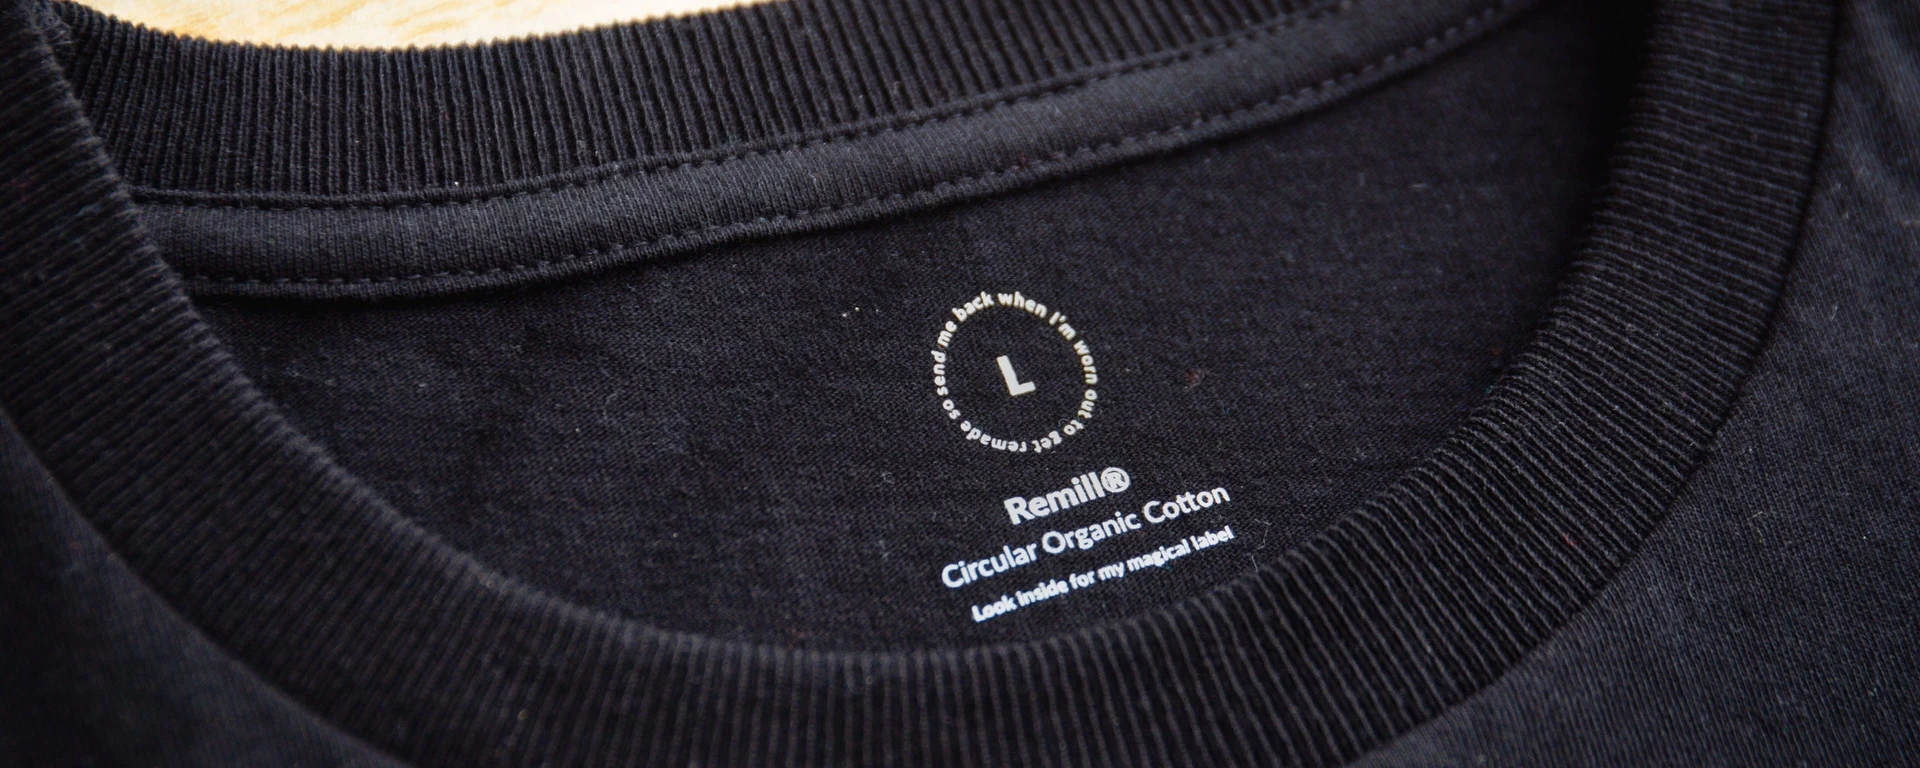 send me back when I'm worn out to get remade so
L
Remill®
Circular Organic Cotton
Look inside for my magical label